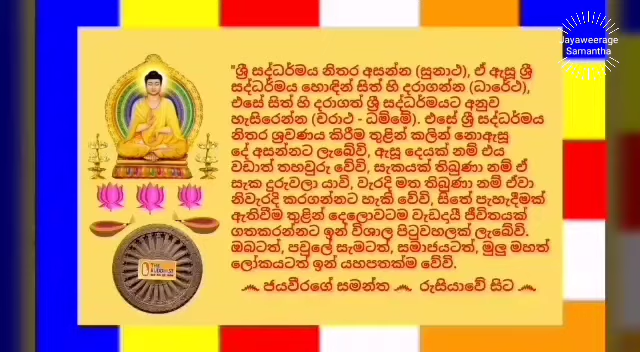 Jayaweerage
Samantha
"ශ්‍රී සද්ධර්මය නිතර අසන්න (සුනාථ), ඒ ඇසූ ශ්‍රී
සද්ධර්මය හොඳින් සිත් හි දරාගන්න (ධාරේථ),
එසේ සිත් හි දරාගත් ශ්‍රී සද්ධර්මයට අනුව
හැසිරෙන්න (චරාථ - ධම්මේ). එසේ ශ්‍රී සද්ධර්මය
නිතර ශ්‍රවණය කිරීම තුළින් කලින් නොඇසූ
දේ අසන්නට ලැබේවි, ඇසූ දෙයක් නම් එය
වඩාත් තහවුරු වේවි, සැකයක් තිබුණා නම් ඒ
සැක දුරුවලා යාවි, වැරදි මත තිබුණා නම් ඒවා
නිවැරදි කරගන්නට හැකි වේවි, සිතේ පැහැදීමක්
ඇතිවීම තුළින් දෙලොවටම වැඩදායී ජීවිතයක්
ගතකරන්නට ඉන් විශාල පිටුවහලක් ලැබේවි.
ඔබටත්, පවුලේ සැමටත්, සමාජයටත්, මුලු මහත්
ලෝකයටත් ඉන් යහපතක්ම වේවි.
ජයවීරගේ සමන්ත රුසියාවේ සිට
THE
BUDDHIST